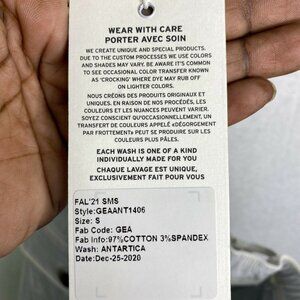 WEAR WITH CARE
PORTER AVEC SOIN
WE CREATE UNIQUE AND SPECIAL PRODUCTS.
DUE TO THE CUSTOM PROCESSES WE USE COLORS
AND SHADES MAY VARY. BE AWARE IT'S COMMON
TO SEE OCCASIONAL COLOR TRANSFER KNOWN
AS 'CROCKING' WHERE DYE MAY RUB OFF
ON LIGHTER COLORS.
NOUS CRÉONS DES PRODUITS ORIGINAUX ET
UNIQUES. EN RAISON DE NOS PROCÉDÉS, LES
COULEURS ET LES NUANCES PEUVENT VARIER.
SOYEZ CONSCIENT QU'OCCASIONNELLEMENT, UN
TRANSFERT DE COULEURS APPELÉ «DÉGORGEMENT
PAR FROTTEMENT» PEUT SE PRODUIRE SUR LES
COULEURS PLUS PÂLES.
EACH WASH IS ONE OF A KIND
INDIVIDUALLY MADE FOR YOU
CHAQUE LAVAGE EST UNIQUE,
EXCLUSIVEMENT FAIT POUR VOUS
FAL'21 SMS
Style:GEAANT1406
Size: S
Fab Code: GEA
Fab Info:97%COTTON 3%SPANDEX
Wash: ANTARTICA
Date:Dec-25-2020